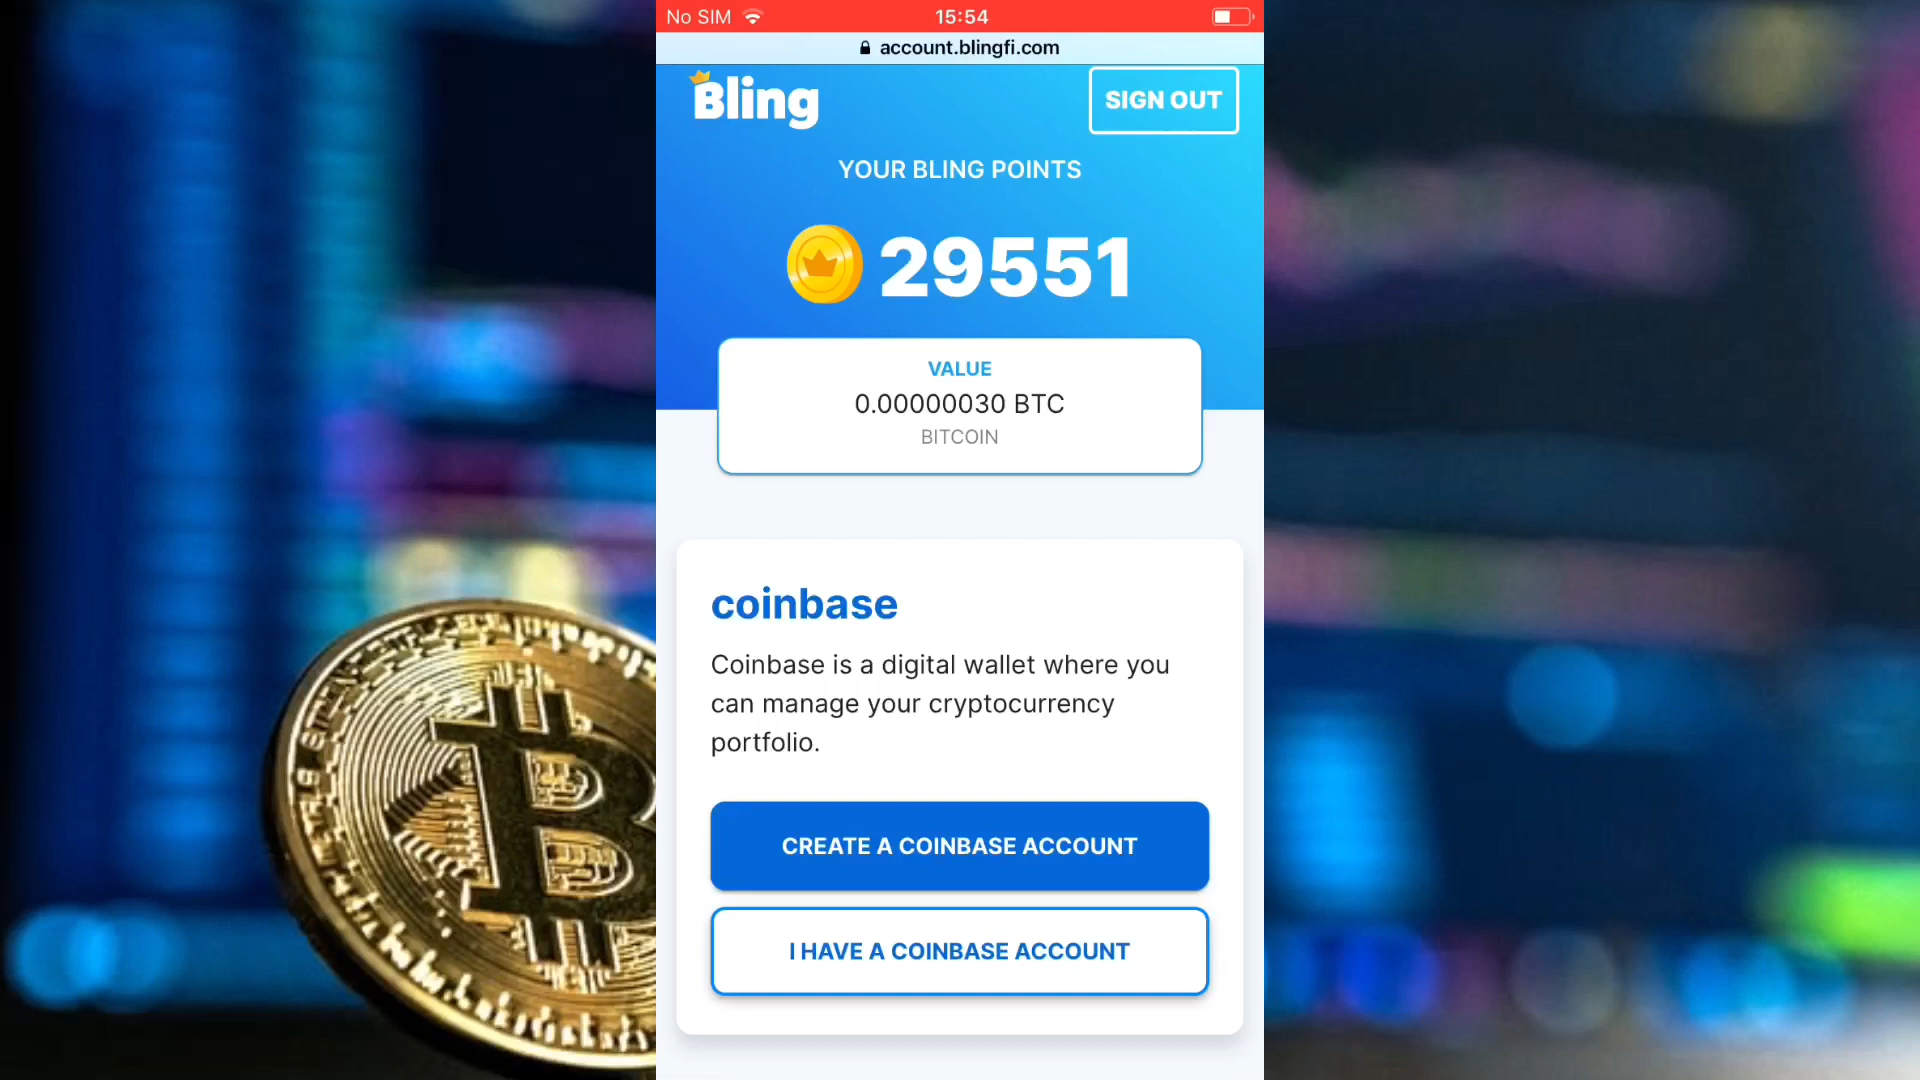 No SIM 15:54
account.blingfi.com
Bling
SIGN OUT
YOUR BLING POINTS
29551
VALUE
0.00000030 BTC
BITCOIN
coinbase
Coinbase is a digital wallet where you
can manage your cryptocurrency
portfolio.
CREATE A COINBASE ACCOUNT
I HAVE A COINBASE ACCOUNT